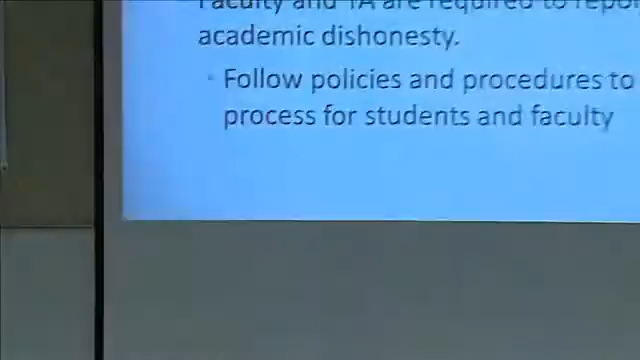 Faculty and TA are required to report
academic dishonesty.
Follow policies and procedures to
process for students and faculty